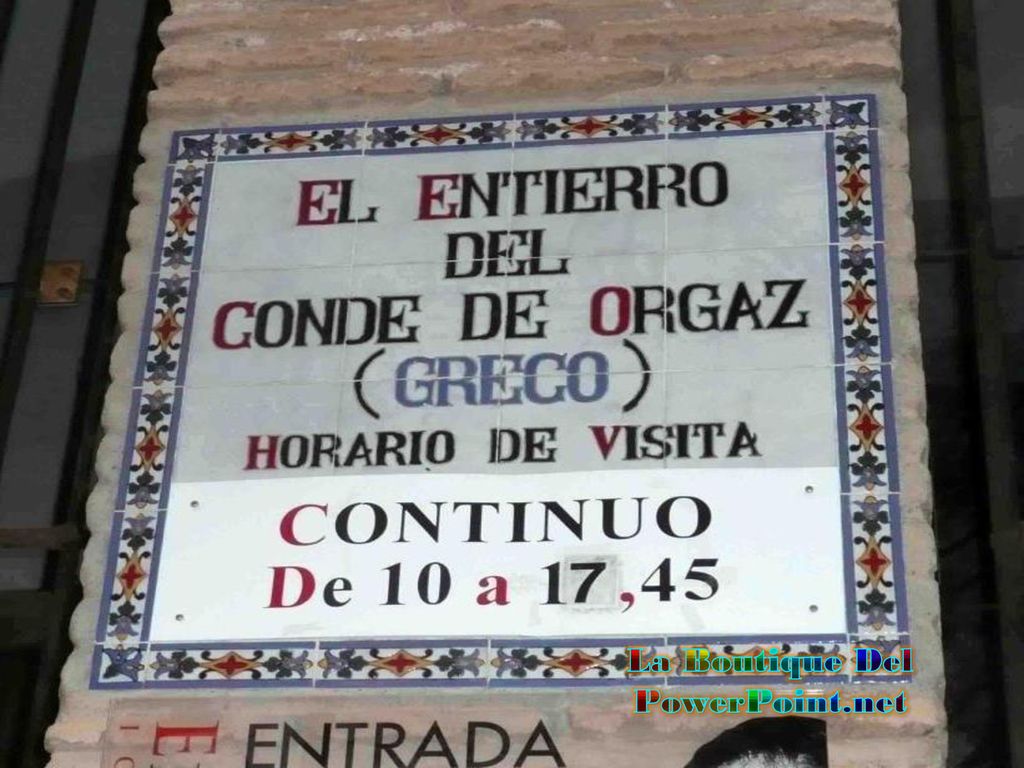 EL ENTIERRO
DEL
CONDE DE ORGAZ
(GRECO)
HORARIO DE VISITA
CONTINUO
De 10 a 17,45
La Boutique Del
PowerPoint.net
ENTRADA